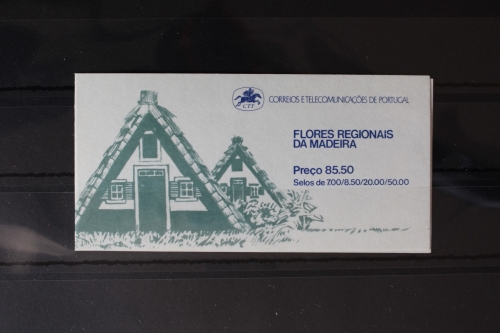 CTT
CORREIOS E TELECOMUNICAÇÕES DE PORTUGAL
FLORES REGIONAIS
DA MADEIRA
Preço 85.50
Selos de 7.00/8.50/20.00/50.00